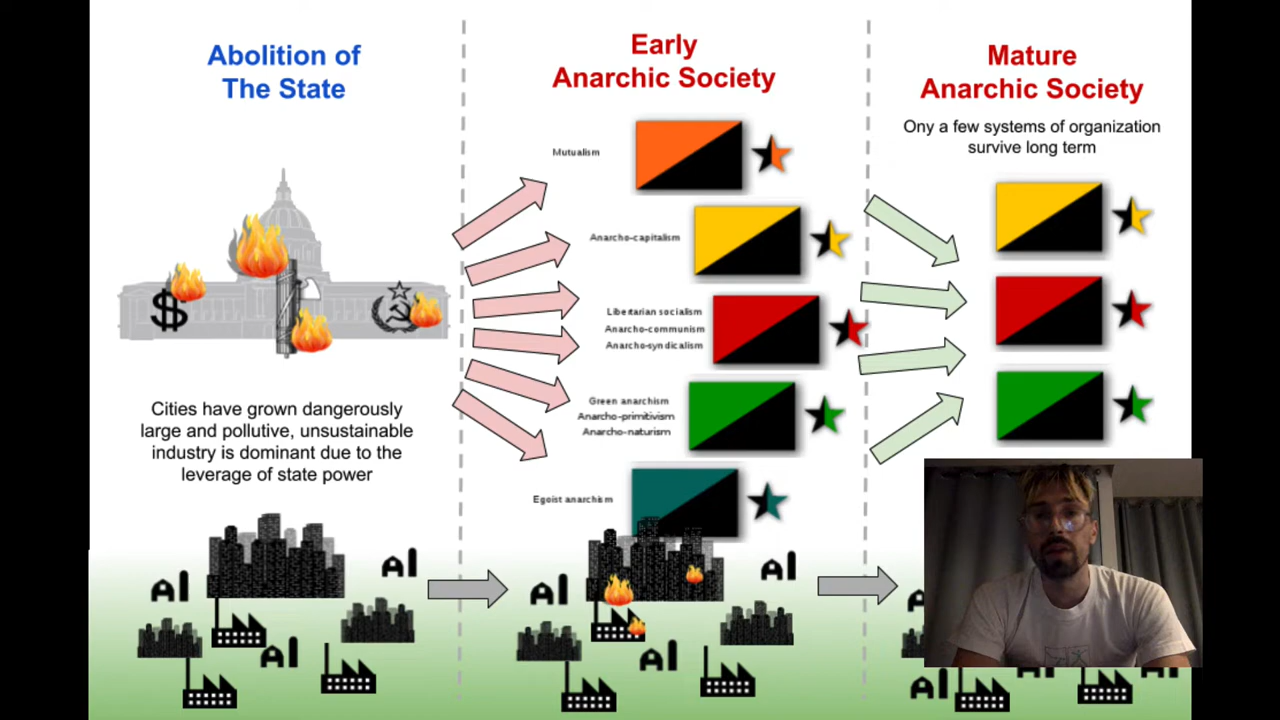 Abolition of
The State
Cities have grown dangerously
large and pollutive, unsustainable
industry is dominant due to the
leverage of state power
AI
AI
AI
Early
Anarchic Society
Mutualism
Anarcho-capitalism
Libertarian socialism
Anarcho-communism
Anarcho-syndicalism
Green anarchism
Anarcho-primitivism
Anarcho-naturism
Egoist anarchism
AI
AI
AI
Mature
Anarchic Society
Ony a few systems of organization
survive long term